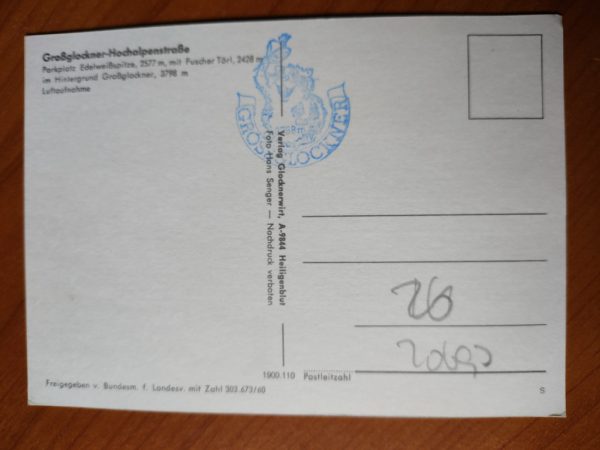 Großglockner-Hochalpenstraße
Parkplatz Edelweißspitze, 2577 m, mit Fuscher Törl, 2428 m
im Hintergrund Großglockner, 3798 m
Luftaufnahme
GROSSGLOCKNER
Verlag Glocknerwirt, A-9844 Heiligenblut
Foto Hans Senger — Nachdruck verboten
26
1900.110
Postleitzahl
Freigegeben v. Bundesm. f. Landesv. mit Zahl 303.673/60
S